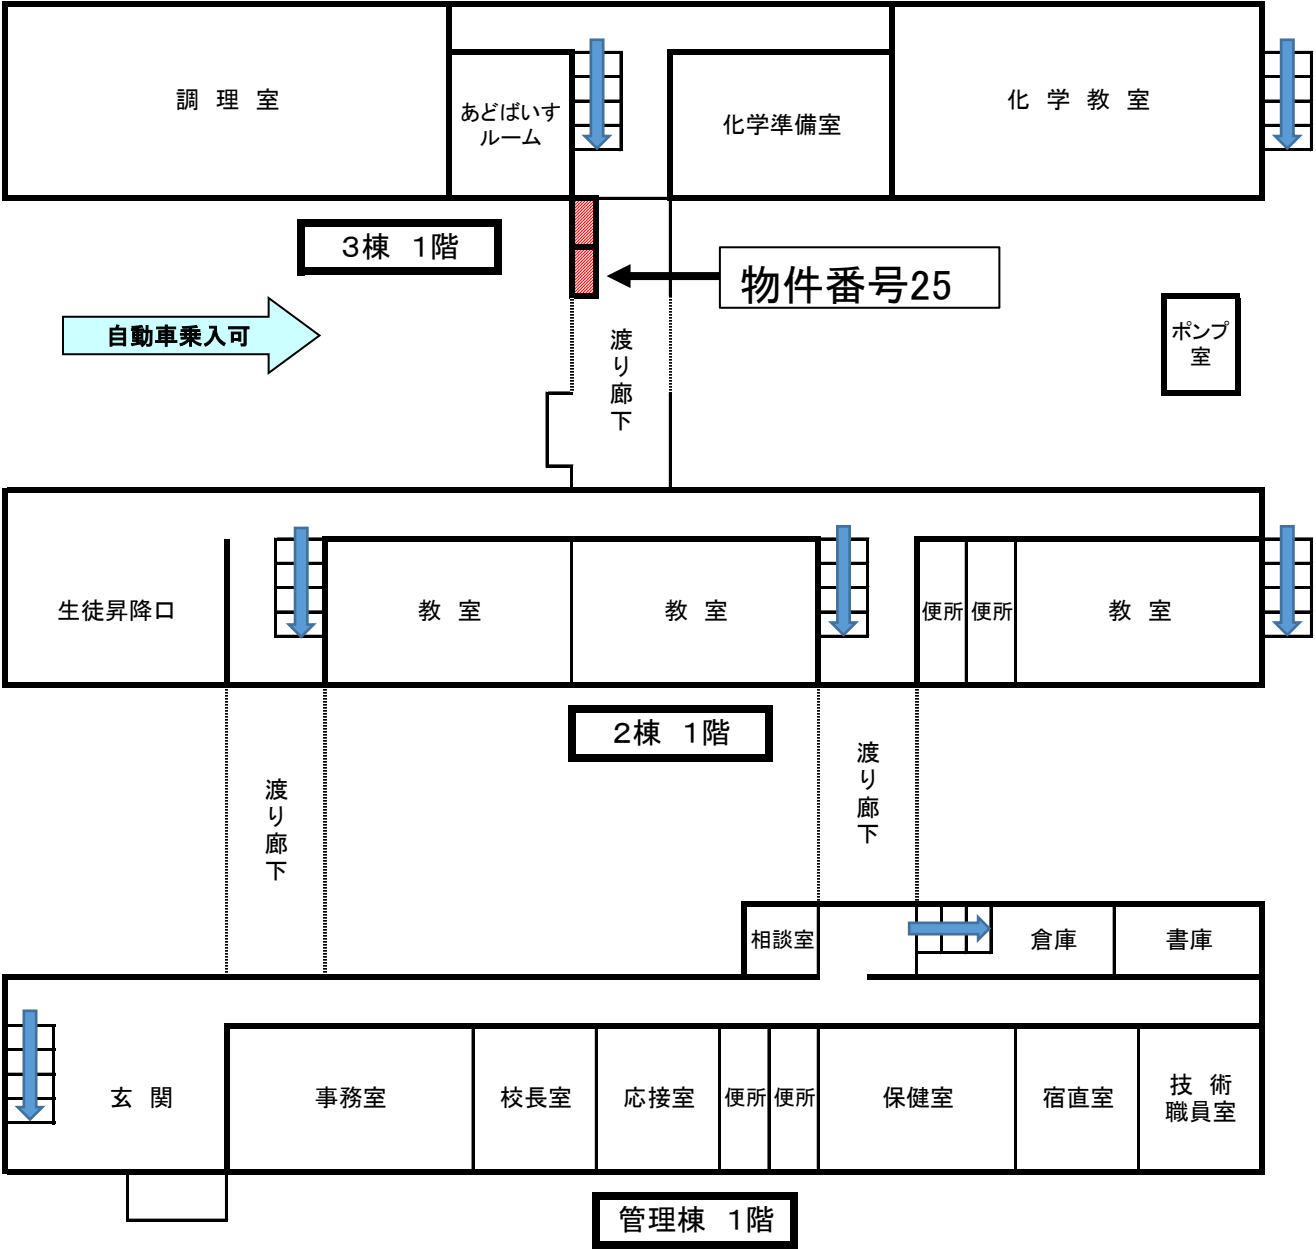 調　理　室
あどばいす
ルーム
化学準備室
化　学　教　室
３棟　１階
物件番号25
自動車乗入可
渡り廊下
ポンプ
室
生徒昇降口
教　室
教　室
便所
便所
教　室
２棟　１階
渡り廊下
渡り廊下
相談室
倉庫
書庫
玄　関
事務室
校長室
応接室
便所
便所
保健室
宿直室
技　術
職員室
管理棟　１階